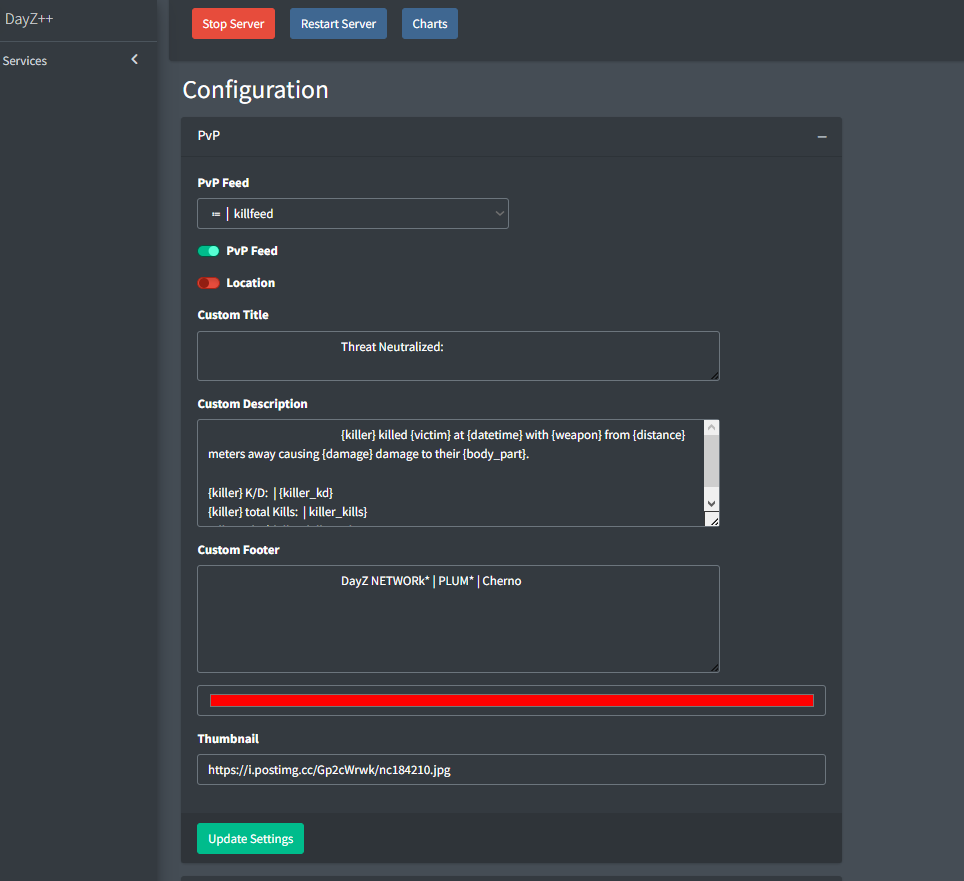 DayZ++
Stop Server
Restart Server
Charts
Services
Configuration
PvP
PvP Feed
| killfeed
PvP Feed
Location
Custom Title
Threat Neutralized:
Custom Description
{killer} killed {victim} at {datetime} with {weapon} from {distance}
meters away causing {damage} damage to their {body_part}.
{killer} K/D: | {killer_kd}
{killer} total Kills: | killer_kills}
Custom Footer
DayZ NETWORk* | PLUM* | Cherno
Thumbnail
https://i.postimg.cc/Gp2cWrwk/nc184210.jpg
Update Settings